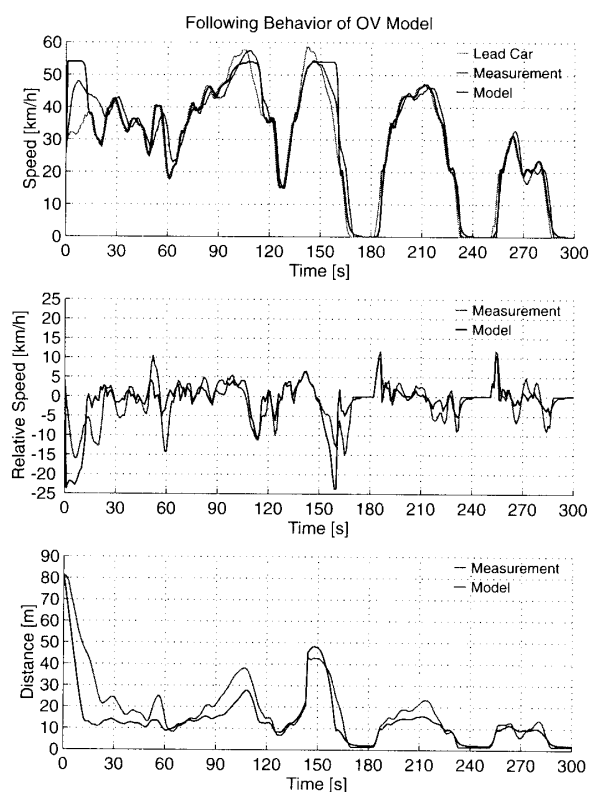 Following Behavior of OV Model
60
50
40
30
20
10
0
Speed [km/h]
Lead Car
Measurement
Model
0 30 60 90 120 150 180 210 240 270 300
Time [s]
25
20
15
10
5
0
-5
-10
-15
-20
-25
Relative Speed [km/h]
Measurement
Model
0 30 60 90 120 150 180 210 240 270 300
Time [s]
90
80
70
60
50
40
30
20
10
0
Distance [m]
Measurement
Model
0 30 60 90 120 150 180 210 240 270 300
Time [s]